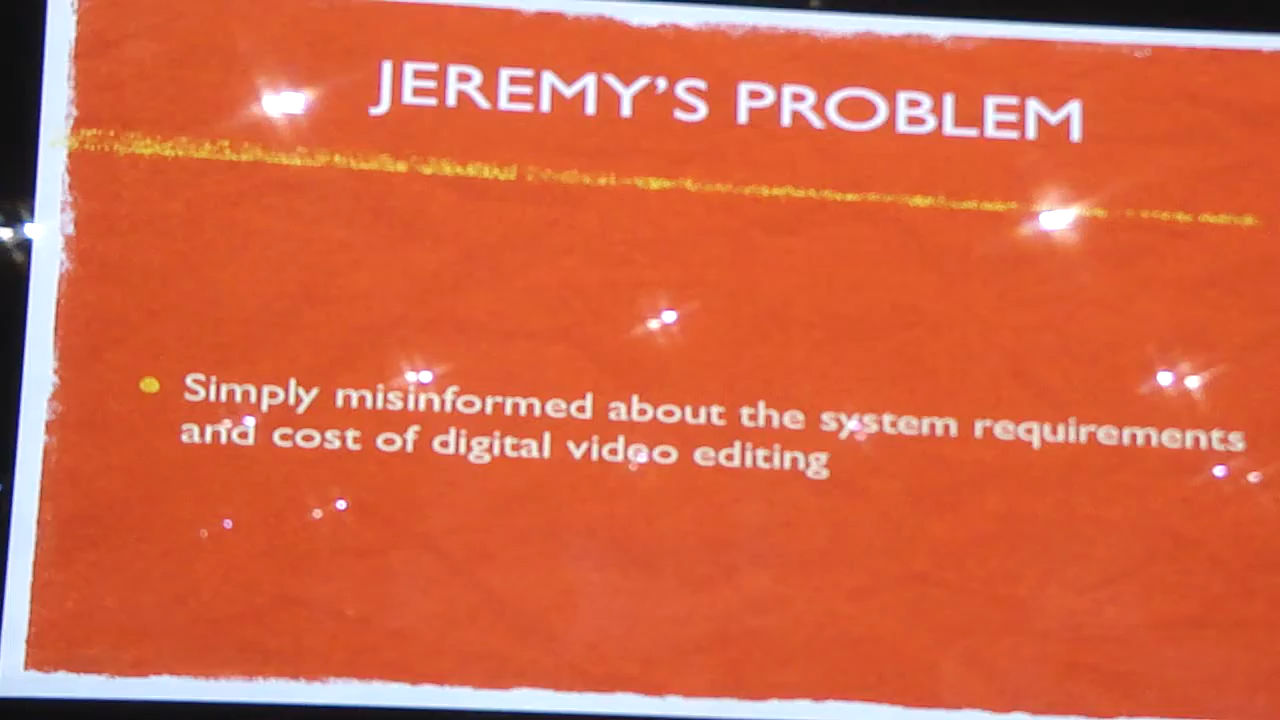 JEREMY'S PROBLEM
Simply misinformed about the system requirements
and cost of digital video editing